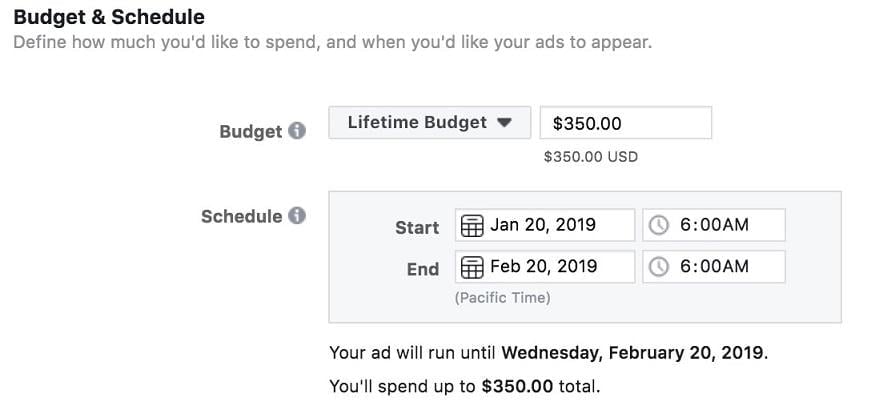 Budget & Schedule
Define how much you'd like to spend, and when you'd like your ads to appear.
Budget Lifetime Budget $350.00
$350.00 USD
Schedule
Start Jan 20, 2019 6:00AM
End Feb 20, 2019 6:00AM
(Pacific Time)
Your ad will run until Wednesday, February 20, 2019.
You'll spend up to $350.00 total.